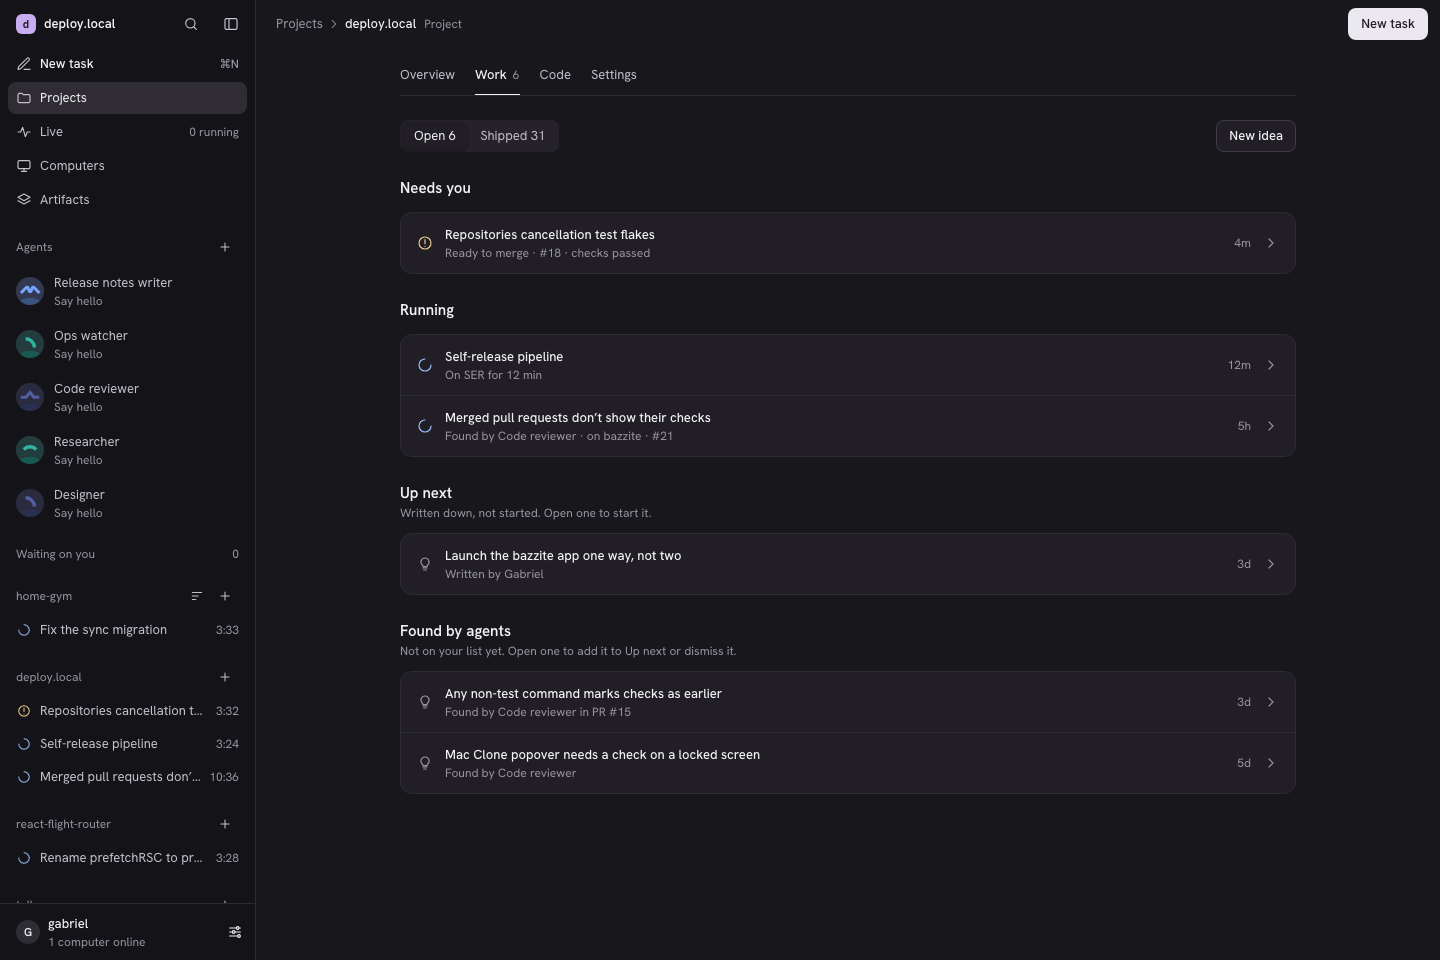 d deploy.local
New task ⌘N
Projects
Live 0 running
Computers
Artifacts
Agents
Release notes writer
Say hello
Ops watcher
Say hello
Code reviewer
Say hello
Researcher
Say hello
Designer
Say hello
Waiting on you 0
home-gym
Fix the sync migration 3:33
deploy.local
Repositories cancellation t... 3:32
Self-release pipeline 3:24
Merged pull requests don’... 10:36
react-flight-router
Rename prefetchRSC to pr... 3:28
G gabriel
1 computer online
Projects deploy.local Project
New task
Overview Work 6 Code Settings
Open 6 Shipped 31
New idea
Needs you
Repositories cancellation test flakes
Ready to merge · #18 · checks passed
4m
Running
Self-release pipeline
On SER for 12 min
12m
Merged pull requests don’t show their checks
Found by Code reviewer · on bazzite · #21
5h
Up next
Written down, not started. Open one to start it.
Launch the bazzite app one way, not two
Written by Gabriel
3d
Found by agents
Not on your list yet. Open one to add it to Up next or dismiss it.
Any non-test command marks checks as earlier
Found by Code reviewer in PR #15
3d
Mac Clone popover needs a check on a locked screen
Found by Code reviewer
5d